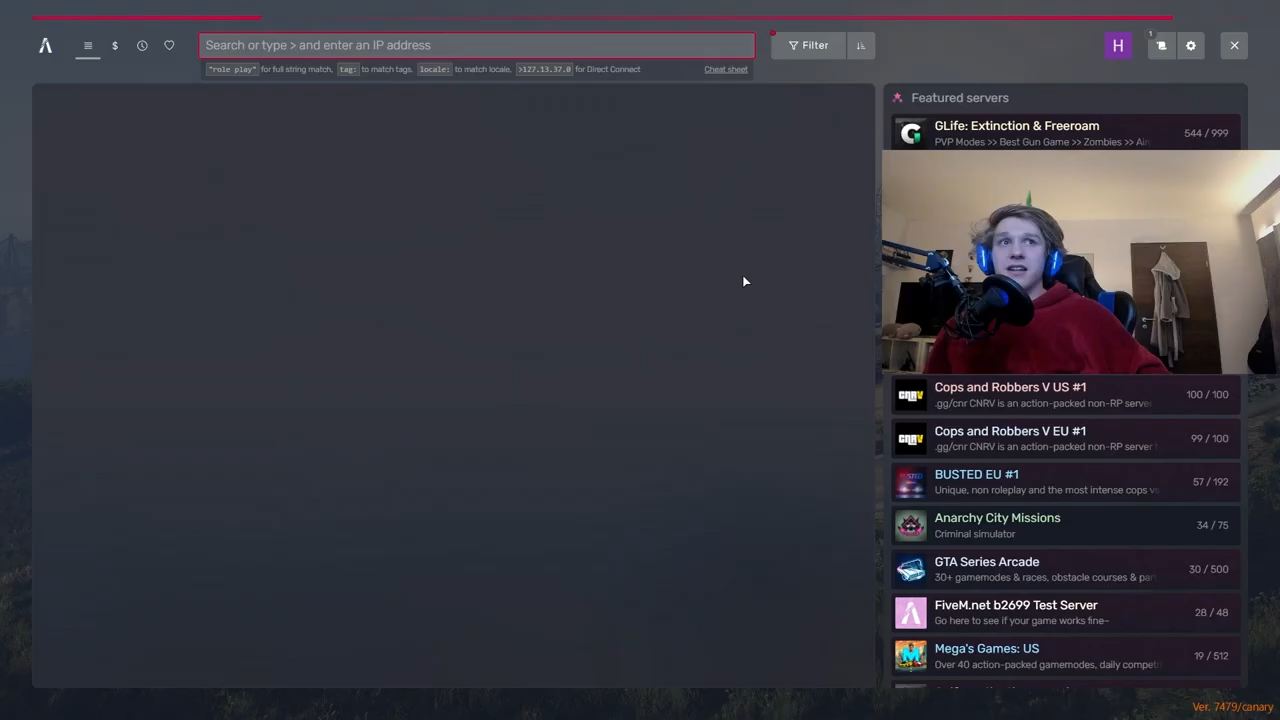 Search or type > and enter an IP address
Filter
H
1
"role play" for full string match, tag: to match tags. locale: to match locale, >127.13.37.0 for Direct Connect
Cheat sheet
Featured servers
GLife: Extinction & Freeroam
544 / 999
PVP Modes >> Best Gun Game >> Zombies >>
Cops and Robbers V US #1
.gg/cnr CNRV is an action-packed non-RP server
100 / 100
CNRV
Cops and Robbers V EU #1
.gg/cnr CNRV is an action-packed non-RP server
99 / 100
CNRV
BUSTED EU #1
Unique, non roleplay and the most intense cops vs
57 / 192
Anarchy City Missions
Criminal simulator
34 / 75
GTA Series Arcade
30+ gamemodes & races, obstacle courses &
30 / 500
FiveM.net b2699 Test Server
Go here to see if your game works fine~
28 / 48
Mega's Games: US
Over 40 action-packed gamemodes, daily
19 / 512
Ver. 7479/canary